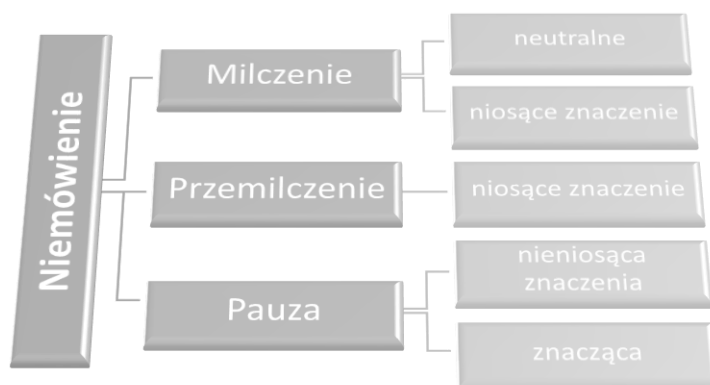 Niemówienie
Milczenie
neutralne
niosące znaczenie
Przemilczenie
niosące znaczenie
Pauza
nieniosąca
znaczenia
znacząca